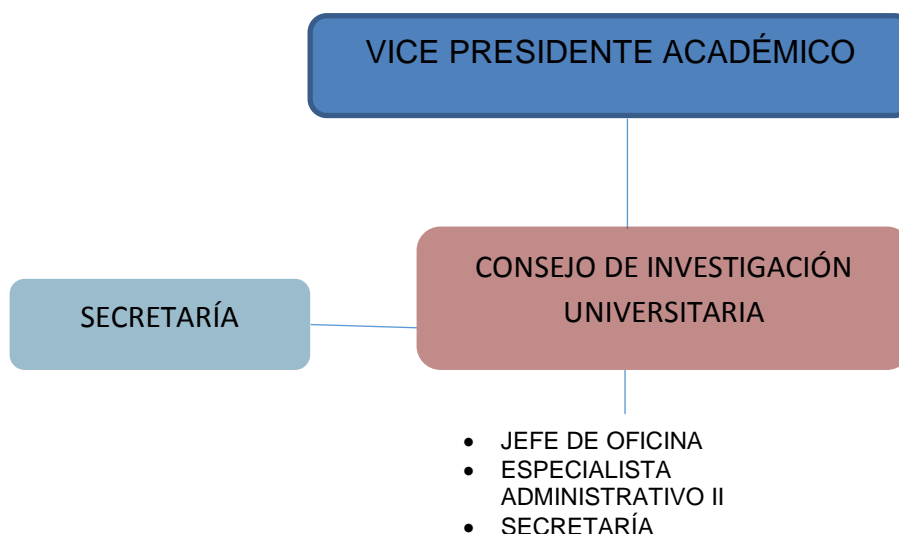 VICE PRESIDENTE ACADÉMICO
CONSEJO DE INVESTIGACIÓN
UNIVERSITARIA
SECRETARÍA
• JEFE DE OFICINA
• ESPECIALISTA
ADMINISTRATIVO II
• SECRETARÍA